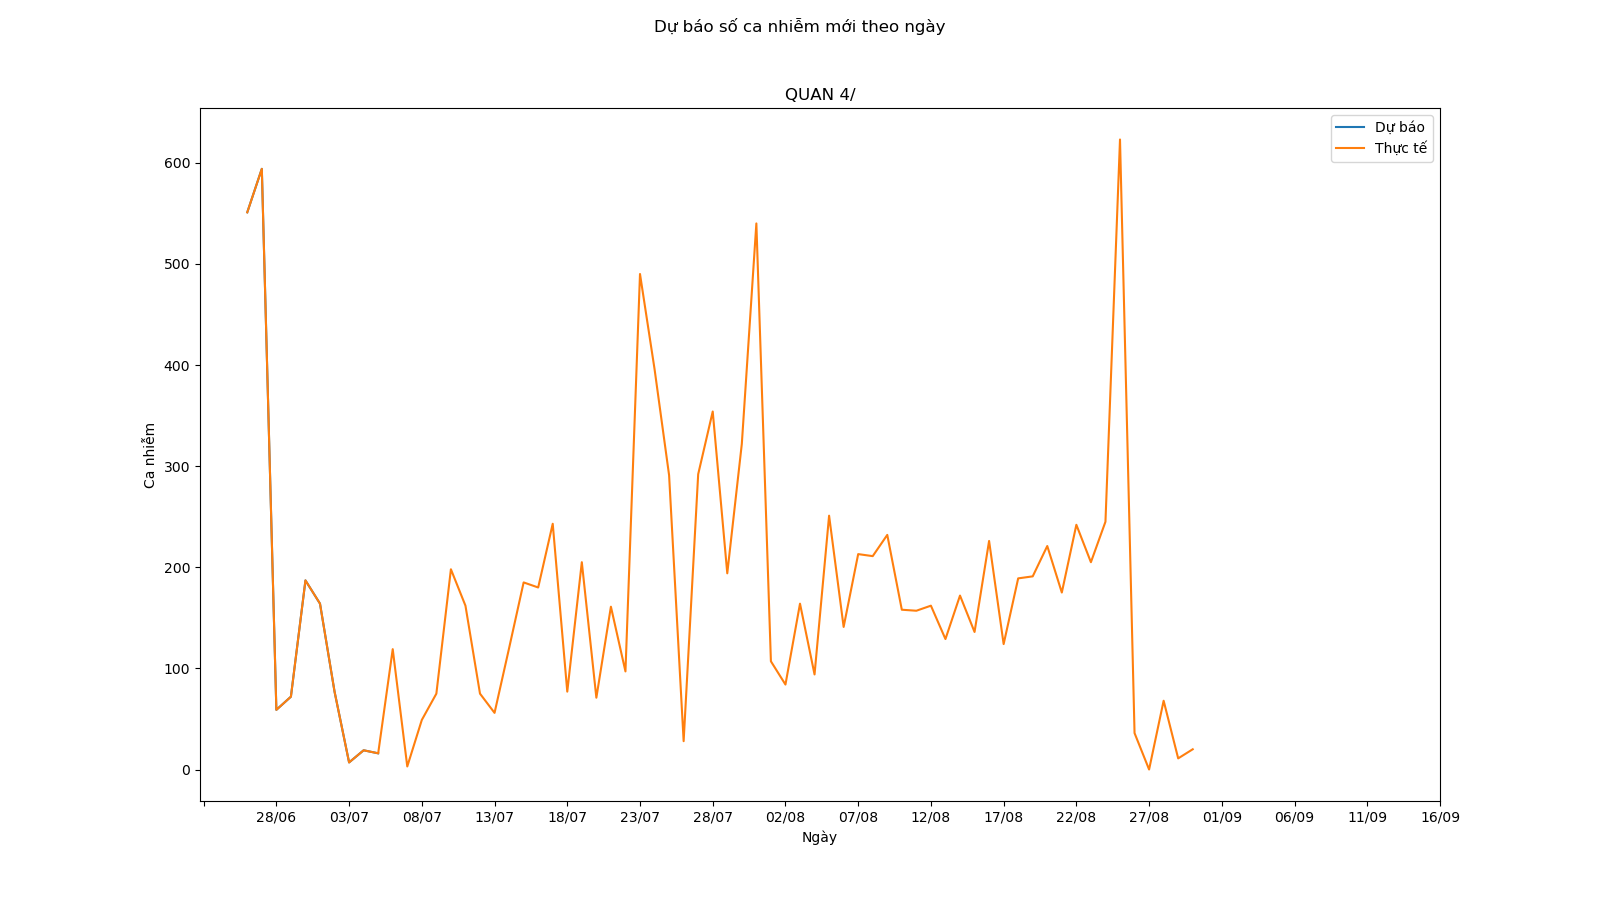 Dự báo số ca nhiễm mới theo ngày
QUAN 4/
Dự báo
Thực tế
600
500
400
300
200
100
0
Ca nhiễm
28/06 03/07 08/07 13/07 18/07 23/07 28/07 02/08 07/08 12/08 17/08 22/08 27/08 01/09 06/09 11/09 16/09
Ngày